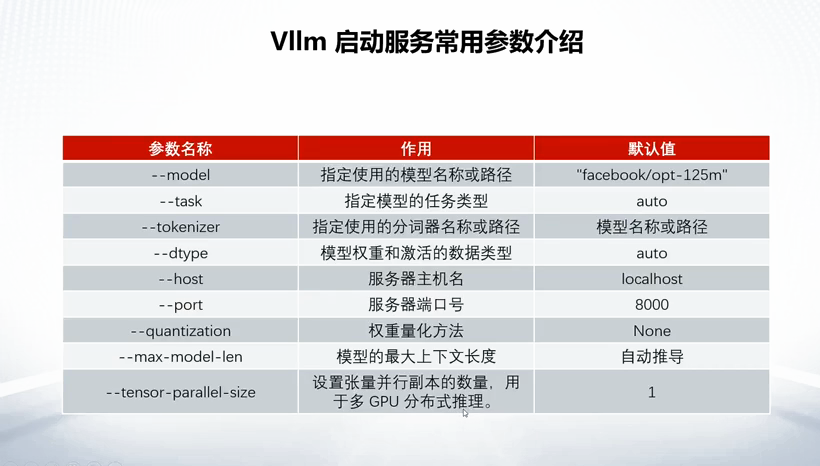 Vllm 启动服务常用参数介绍
参数名称 作用 默认值
--model 指定使用的模型名称或路径 "facebook/opt-125m"
--task 指定模型的任务类型 auto
--tokenizer 指定使用的分词器名称或路径 模型名称或路径
--dtype 模型权重和激活的数据类型 auto
--host 服务器主机名 localhost
--port 服务器端口号 8000
--quantization 权重量化方法 None
--max-model-len 模型的最大上下文长度 自动推导
--tensor-parallel-size 设置张量并行副本的数量，用 1
于多 GPU 分布式推理。